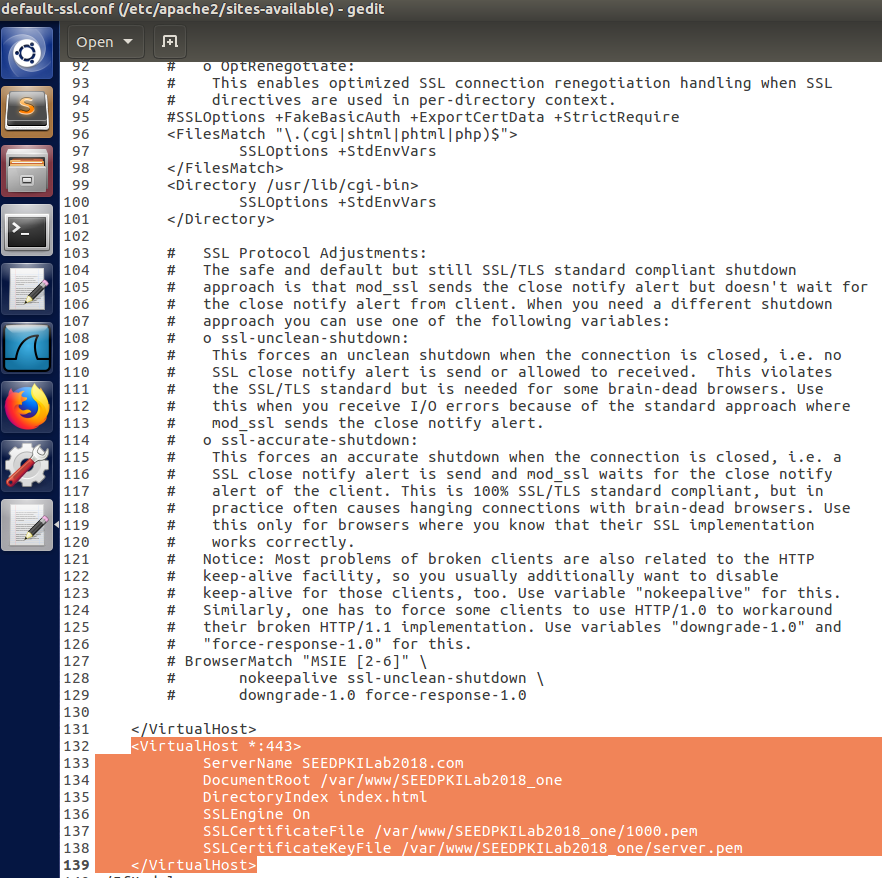 default-ssl.conf (/etc/apache2/sites-available) - gedit
Open
92 # o OptRenegotiate:
93 # This enables optimized SSL connection renegotiation handling when SSL
94 # directives are used in per-directory context.
95 #SSLOptions +FakeBasicAuth +ExportCertData +StrictRequire
96 <FilesMatch "\.(cgi|shtml|phtml|php)$">
97 SSLOptions +StdEnvVars
98 </FilesMatch>
99 <Directory /usr/lib/cgi-bin>
100 SSLOptions +StdEnvVars
101 </Directory>
102
103 # SSL Protocol Adjustments:
104 # The safe and default but still SSL/TLS standard compliant shutdown
105 # approach is that mod_ssl sends the close notify alert but doesn't wait for
106 # the close notify alert from client. When you need a different shutdown
107 # approach you can use one of the following variables:
108 # o ssl-unclean-shutdown:
109 # This forces an unclean shutdown when the connection is closed, i.e. no
110 # SSL close notify alert is send or allowed to received. This violates
111 # the SSL/TLS standard but is needed for some brain-dead browsers. Use
112 # this when you receive I/O errors because of the standard approach where
113 # mod_ssl sends the close notify alert.
114 # o ssl-accurate-shutdown:
115 # This forces an accurate shutdown when the connection is closed, i.e. a
116 # SSL close notify alert is send and mod_ssl waits for the close notify
117 # alert of the client. This is 100% SSL/TLS standard compliant, but in
118 # practice often causes hanging connections with brain-dead browsers. Use
119 # this only for browsers where you know that their SSL implementation
120 # works correctly.
121 # Notice: Most problems of broken clients are also related to the HTTP
122 # keep-alive facility, so you usually additionally want to disable
123 # keep-alive for those clients, too. Use variable "nokeepalive" for this.
124 # Similarly, one has to force some clients to use HTTP/1.0 to workaround
125 # their broken HTTP/1.1 implementation. Use variables "downgrade-1.0" and
126 # "force-response-1.0" for this.
127 # BrowserMatch "MSIE [2-6]" \
128 # nokeepalive ssl-unclean-shutdown \
129 # downgrade-1.0 force-response-1.0
130
131 </VirtualHost>
132 <VirtualHost *:443>
133 ServerName SEEDPKILab2018.com
134 DocumentRoot /var/www/SEEDPKILab2018_one
135 DirectoryIndex index.html
136 SSLEngine On
137 SSLCertificateFile /var/www/SEEDPKILab2018_one/1000.pem
138 SSLCertificateKeyFile /var/www/SEEDPKILab2018_one/server.pem
139 </VirtualHost>